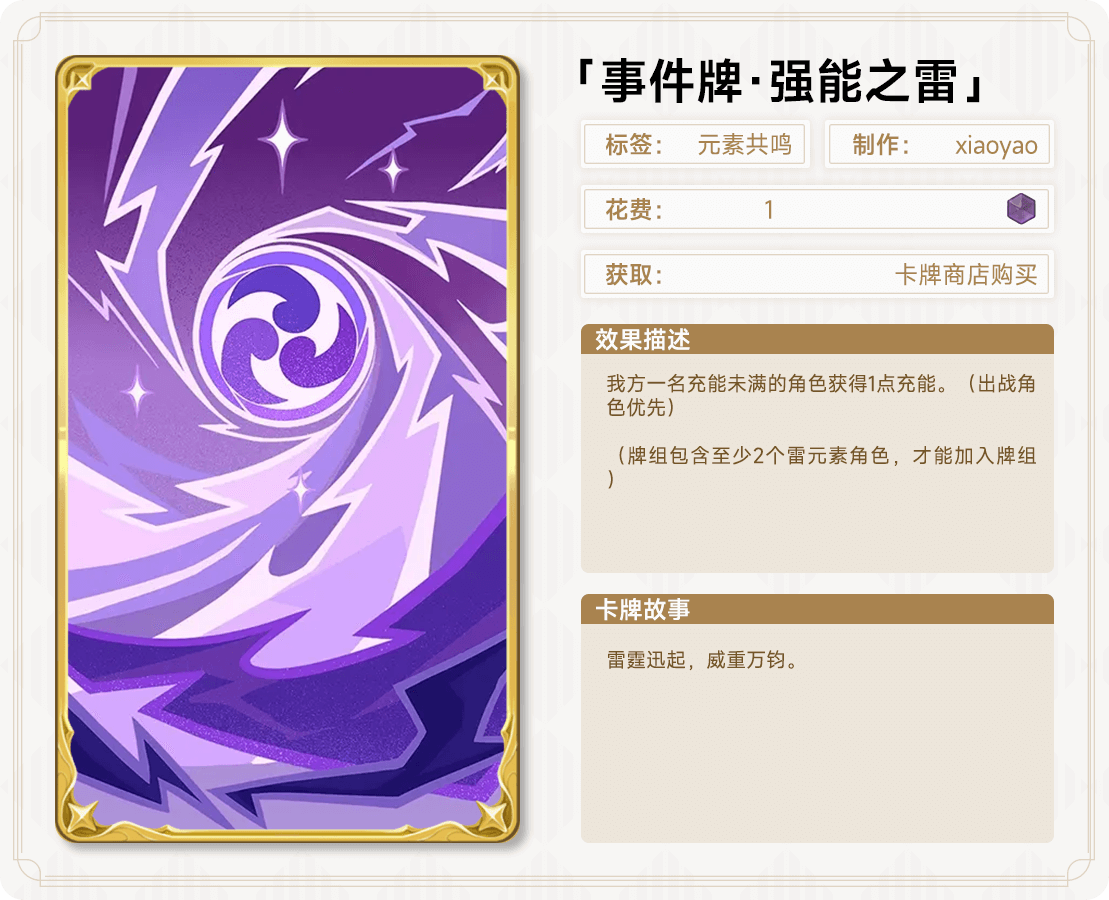 「事件牌·强能之雷」
标签： 元素共鸣 制作： xiaoyao
花费： 1
获取： 卡牌商店购买
效果描述
我方一名充能未满的角色获得1点充能。（出战角
色优先）
（牌组包含至少2个雷元素角色，才能加入牌组
）
卡牌故事
雷霆迅起，威重万钧。